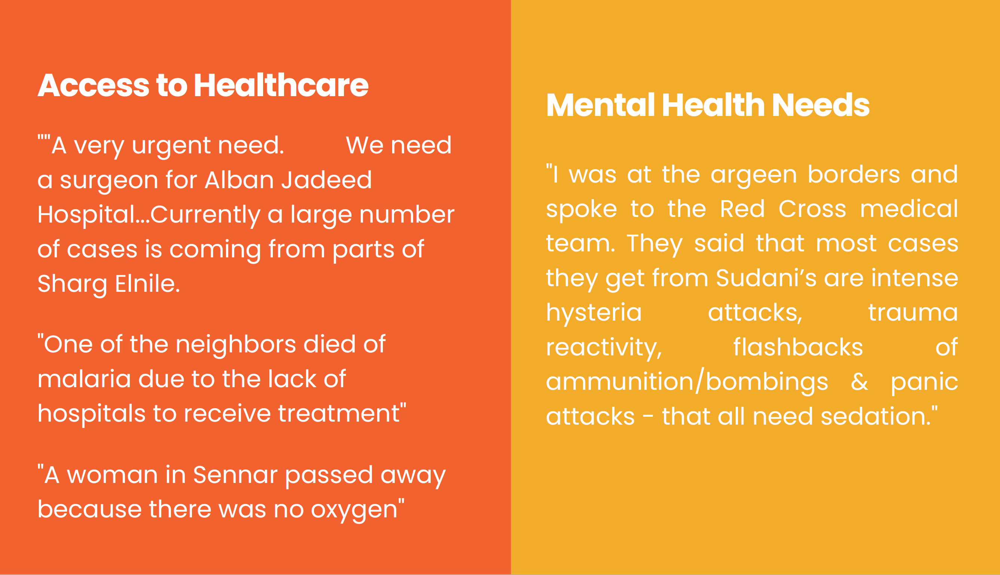 Access to Healthcare
""A very urgent need. We need
a surgeon for Alban Jadeed
Hospital...Currently a large number
of cases is coming from parts of
Sharg Elnile.
"One of the neighbors died of
malaria due to the lack of
hospitals to receive treatment"
"A woman in Sennar passed away
because there was no oxygen"
Mental Health Needs
"I was at the argeen borders and
spoke to the Red Cross medical
team. They said that most cases
they get from Sudani’s are intense
hysteria attacks, trauma
reactivity, flashbacks of
ammunition/bombings & panic
attacks - that all need sedation."